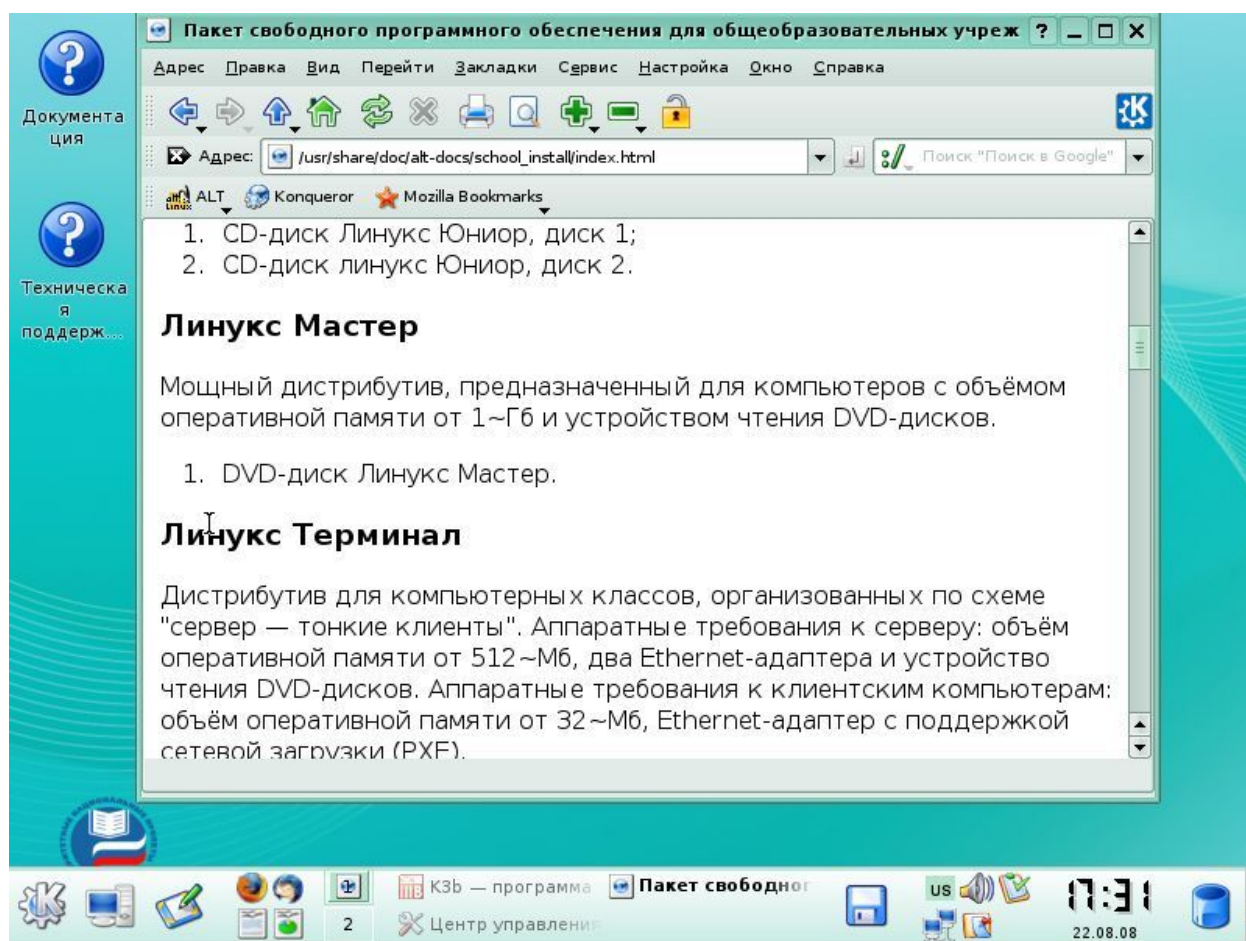 Пакет свободного программного обеспечения для общеобразовательных учреж
Адрес Правка Вид Перейти Закладки Сервис Настройка Окно Справка
Адрес: /usr/share/doc/alt-docs/school_install/index.html
Поиск "Поиск в Google"
ALT Konqueror Mozilla Bookmarks
Документа
ция
Техническа
я
поддерж...
1. CD-диск Линукс Юниор, диск 1;
2. CD-диск линукс Юниор, диск 2.
Линукс Мастер
Мощный дистрибутив, предназначенный для компьютеров с объёмом
оперативной памяти от 1~Гб и устройством чтения DVD-дисков.
1. DVD-диск Линукс Мастер.
Линукс Терминал
Дистрибутив для компьютерных классов, организованных по схеме
"сервер — тонкие клиенты". Аппаратные требования к серверу: объём
оперативной памяти от 512~Мб, два Ethernet-адаптера и устройство
чтения DVD-дисков. Аппаратные требования к клиентским компьютерам:
объём оперативной памяти от 32~Мб, Ethernet-адаптер с поддержкой
сетевой загрузки (PXE).
2
K3b — программа
Центр управления
Пакет свободног
US
17:31
22.08.08